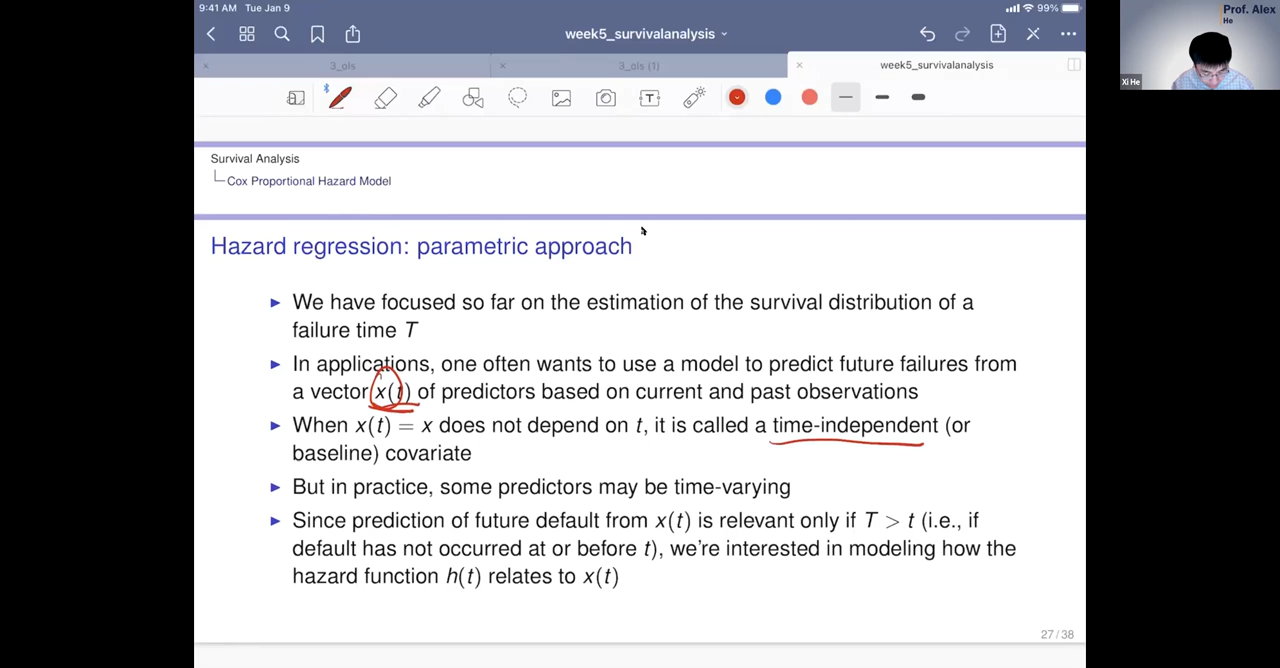 9:41 AM Tue Jan 9
99%
week5_survivalanalysis
3_ols
3_ols (1)
week5_survivalanalysis
T
Prof. Alex
He
Xi He
Survival Analysis
Cox Proportional Hazard Model
Hazard regression: parametric approach
▶ We have focused so far on the estimation of the survival distribution of a
failure time T
▶ In applications, one often wants to use a model to predict future failures from
a vector x(t) of predictors based on current and past observations
▶ When x(t) = x does not depend on t, it is called a time-independent (or
baseline) covariate
▶ But in practice, some predictors may be time-varying
▶ Since prediction of future default from x(t) is relevant only if T > t (i.e., if
default has not occurred at or before t), we're interested in modeling how the
hazard function h(t) relates to x(t)
27 / 38